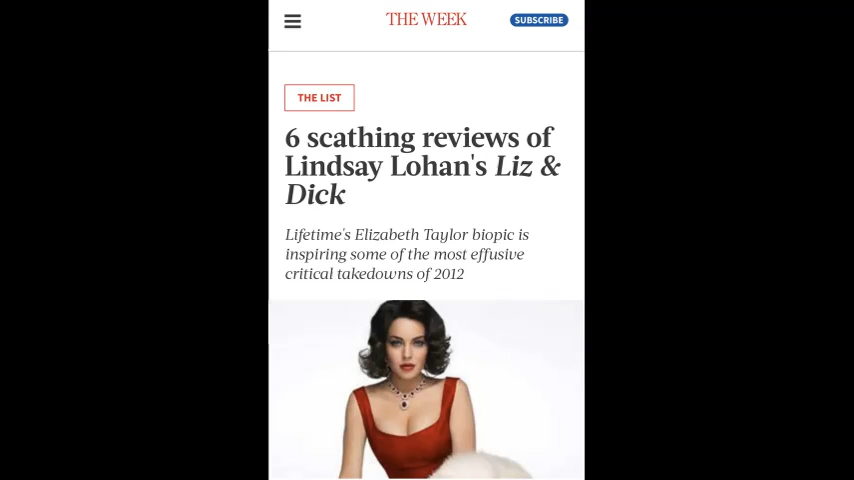 THE WEEK
SUBSCRIBE
THE LIST
6 scathing reviews of
Lindsay Lohan's Liz &
Dick
Lifetime's Elizabeth Taylor biopic is
inspiring some of the most effusive
critical takedowns of 2012